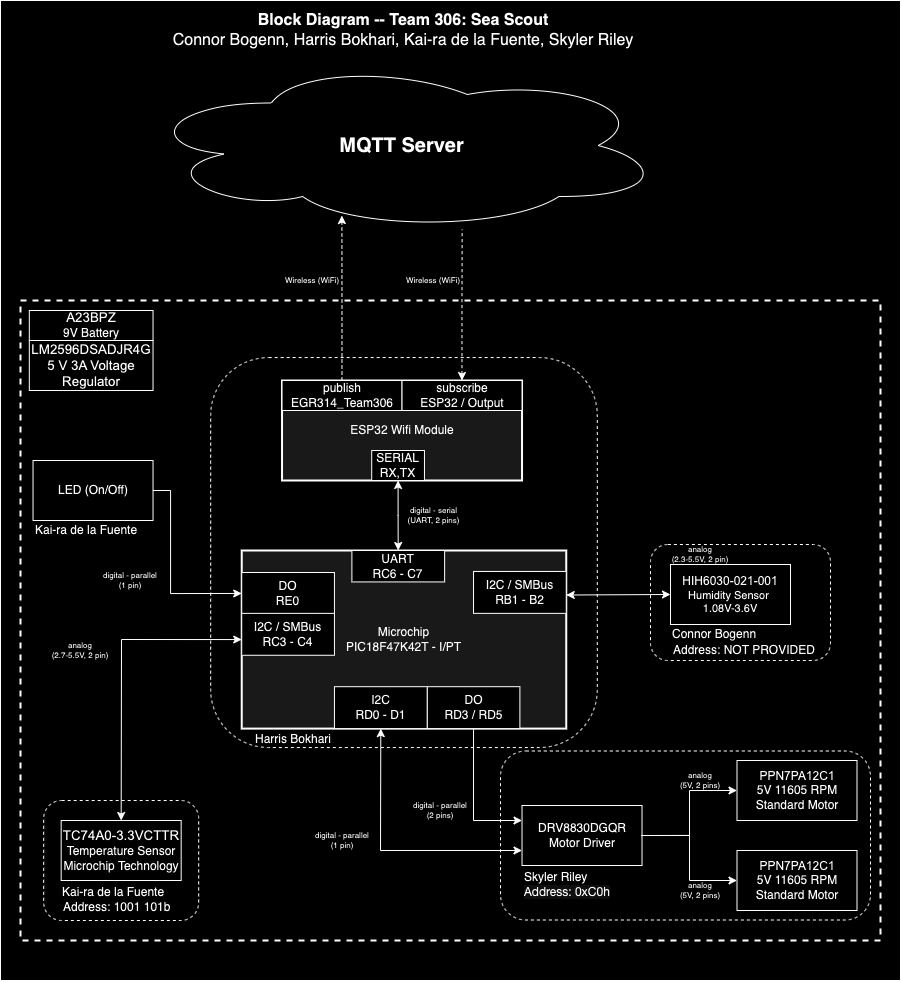 Block Diagram -- Team 306: Sea Scout
Connor Bogenn, Harris Bokhari, Kai-ra de la Fuente, Skyler Riley
MQTT Server
Wireless (WiFi)
Wireless (WiFi)
A23BPZ
9V Battery
LM2596DSADJR4G
5 V 3A Voltage
Regulator
publish
EGR314_Team306
subscribe
ESP32 / Output
ESP32 Wifi Module
SERIAL
RX,TX
LED (On/Off)
Kai-ra de la Fuente
digital - serial
(UART, 2 pins)
digital - parallel
(1 pin)
UART
RC6 - C7
DO
RE0
I2C / SMBus
RC3 - C4
I2C / SMBus
RB1 - B2
Microchip
PIC18F47K42T - I/PT
I2C
RD0 - D1
DO
RD3 / RD5
Harris Bokhari
analog
(2.3-5.5V, 2 pin)
HIH6030-021-001
Humidity Sensor
1.08V-3.6V
Connor Bogenn
Address: NOT PROVIDED
analog
(2.7-5.5V, 2 pin)
TC74A0-3.3VCTTR
Temperature Sensor
Microchip Technology
Kai-ra de la Fuente
Address: 1001 101b
digital - parallel
(2 pins)
digital - parallel
(1 pin)
DRV8830DGQR
Motor Driver
Skyler Riley
Address: 0xC0h
analog
(5V, 2 pins)
PPN7PA12C1
5V 11605 RPM
Standard Motor
analog
(5V, 2 pins)
PPN7PA12C1
5V 11605 RPM
Standard Motor